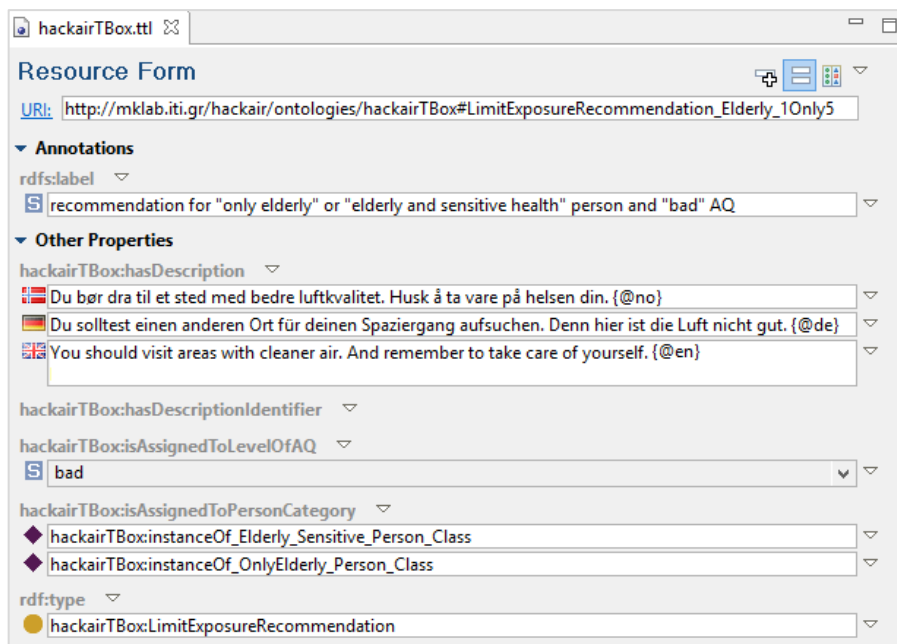 hackairTBox.ttl
Resource Form
URI: http://mklab.iti.gr/hackair/ontologies/hackairTBox#LimitExposureRecommendation_Elderly_1Only5
Annotations
rdfs:label
S recommendation for "only elderly" or "elderly and sensitive health" person and "bad" AQ
Other Properties
hackairTBox:hasDescription
Du bør dra til et sted med bedre luftkvalitet. Husk å ta vare på helsen din. {@no}
Du solltest einen anderen Ort für deinen Spaziergang aufsuchen. Denn hier ist die Luft nicht gut. {@de}
You should visit areas with cleaner air. And remember to take care of yourself. {@en}
hackairTBox:hasDescriptionIdentifier
hackairTBox:isAssignedToLevelOfAQ
S bad
hackairTBox:isAssignedToPersonCategory
hackairTBox:instanceOf_Elderly_Sensitive_Person_Class
hackairTBox:instanceOf_OnlyElderly_Person_Class
rdf:type
hackairTBox:LimitExposureRecommendation